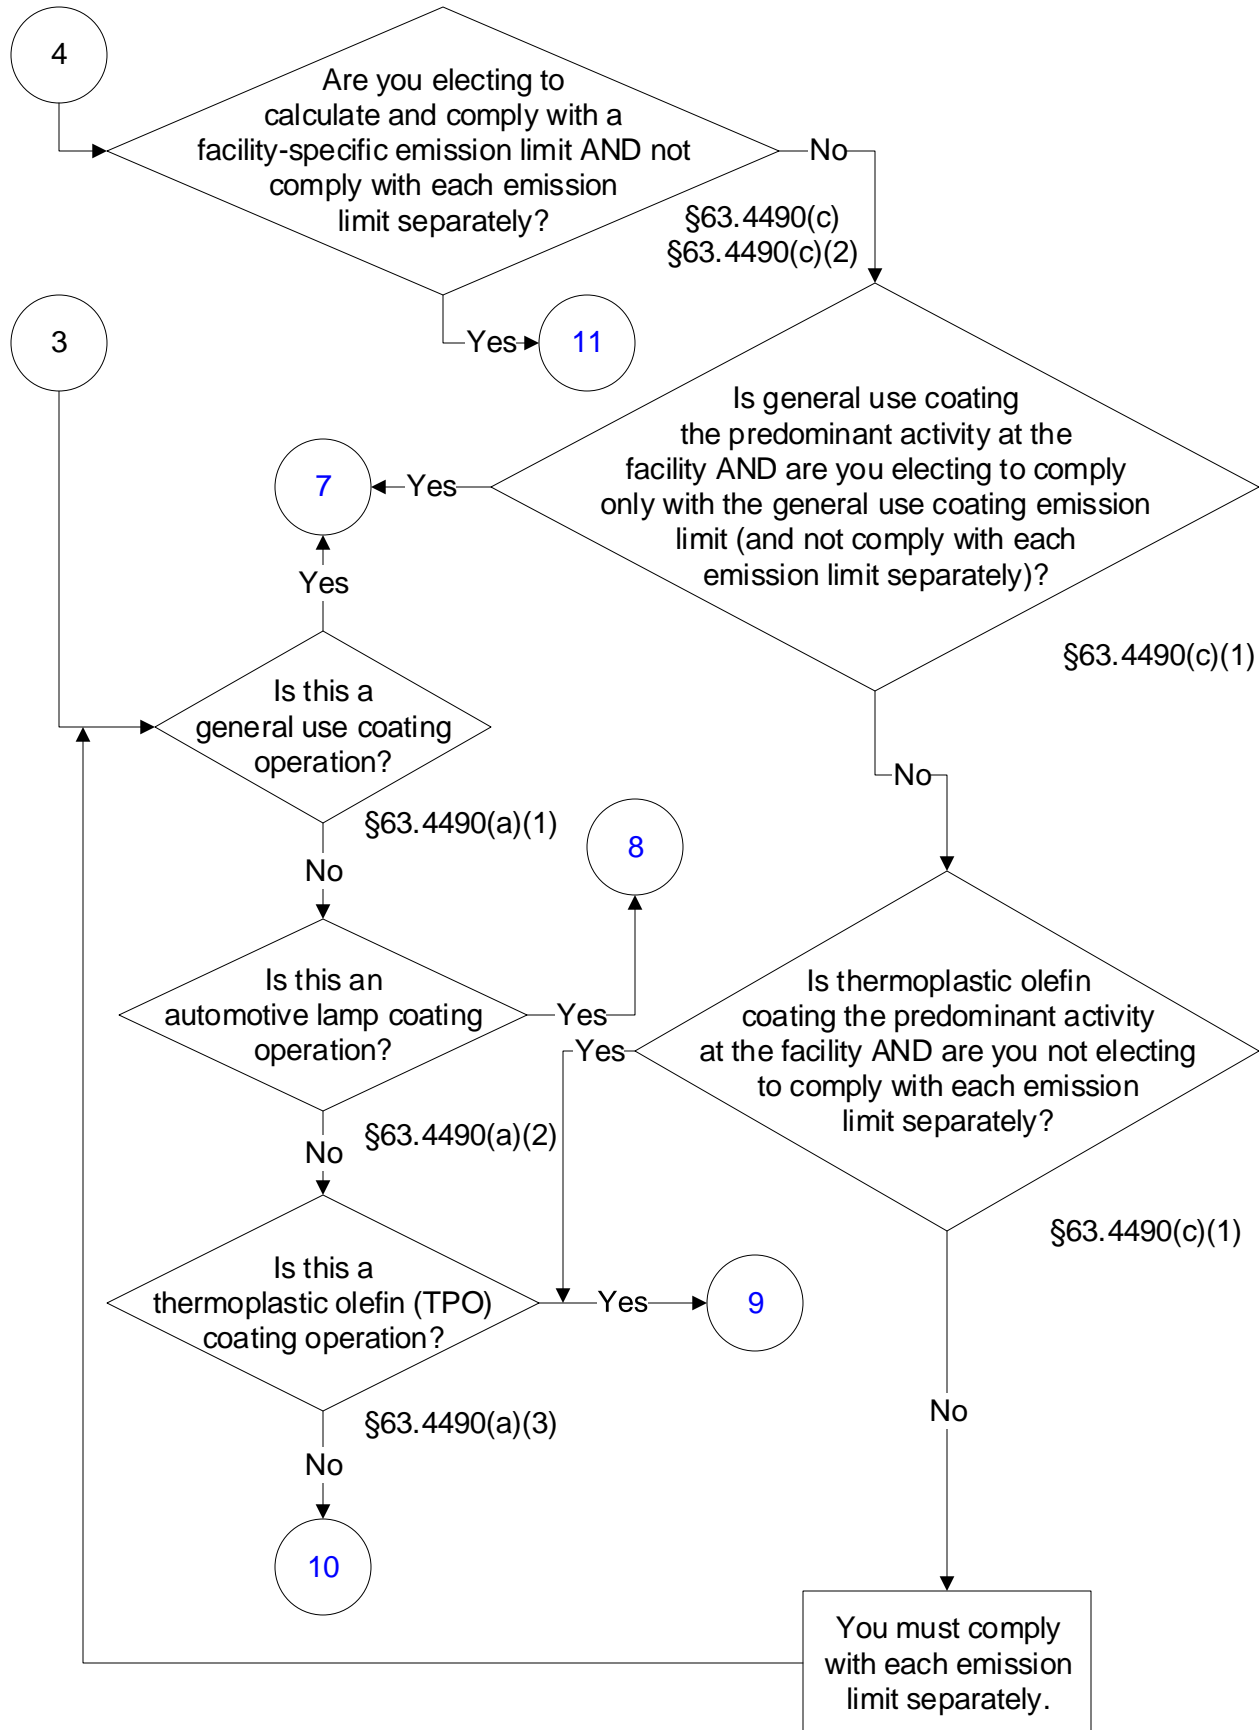 4
Are you electing to
calculate and comply with a
facility-specific emission limit AND not
comply with each emission
limit separately?
No
§63.4490(c)
§63.4490(c)(2)
Yes
11
3
Is general use coating
the predominant activity at the
facility AND are you electing to comply
only with the general use coating emission
limit (and not comply with each
emission limit separately)?
Yes
7
§63.4490(c)(1)
Yes
Is this a
general use coating
operation?
§63.4490(a)(1)
No
No
8
Is this an
automotive lamp coating
operation?
Yes
§63.4490(a)(2)
No
Is thermoplastic olefin
coating the predominant activity
at the facility AND are you not electing
to comply with each emission
limit separately?
Yes
§63.4490(c)(1)
Is this a
thermoplastic olefin (TPO)
coating operation?
Yes
9
§63.4490(a)(3)
No
10
No
You must comply
with each emission
limit separately.